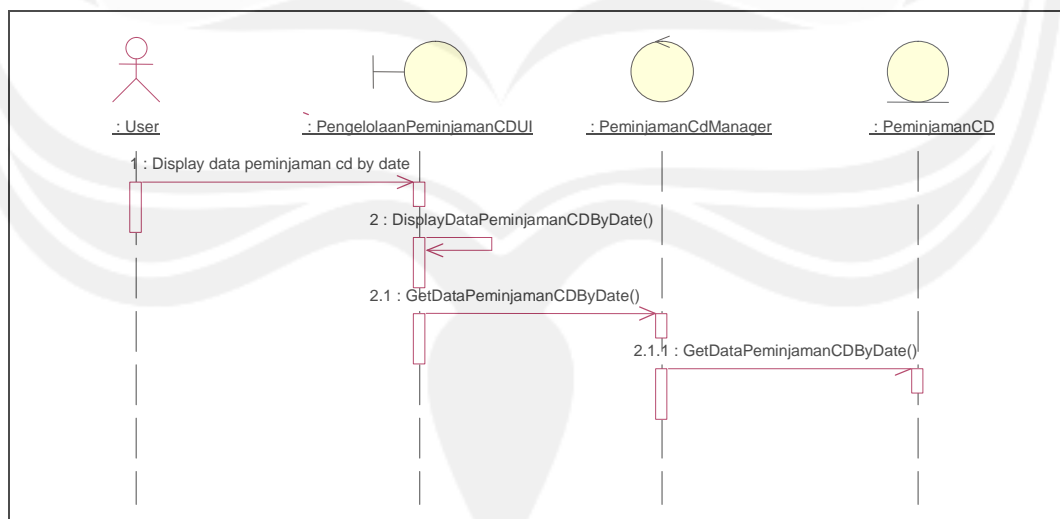 : User
: PengelolaanPeminjamanCDUI
: PeminjamanCdManager
: PeminjamanCD
1 : Display data peminjaman cd by date
2 : DisplayDataPeminjamanCDByDate()
2.1 : GetDataPeminjamanCDByDate()
2.1.1 : GetDataPeminjamanCDByDate()